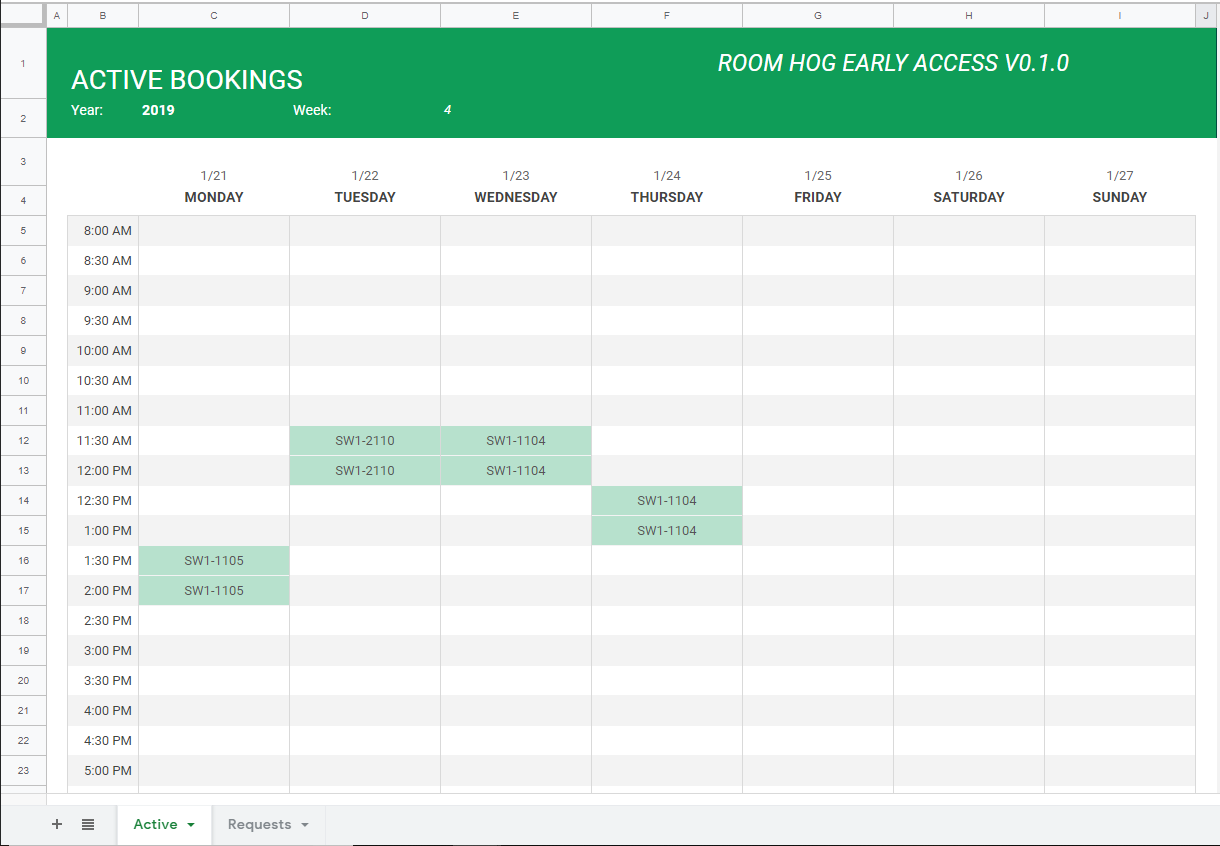 A B C D E F G H I J
1 ROOM HOG EARLY ACCESS V0.1.0
ACTIVE BOOKINGS
2 Year: 2019 Week: 4
3 1/21 1/22 1/23 1/24 1/25 1/26 1/27
4 MONDAY TUESDAY WEDNESDAY THURSDAY FRIDAY SATURDAY SUNDAY
5 8:00 AM
6 8:30 AM
7 9:00 AM
8 9:30 AM
9 10:00 AM
10 10:30 AM
11 11:00 AM
12 11:30 AM SW1-2110 SW1-1104
13 12:00 PM SW1-2110 SW1-1104
14 12:30 PM SW1-1104
15 1:00 PM SW1-1104
16 1:30 PM SW1-1105
17 2:00 PM SW1-1105
18 2:30 PM
19 3:00 PM
20 3:30 PM
21 4:00 PM
22 4:30 PM
23 5:00 PM
Active Requests